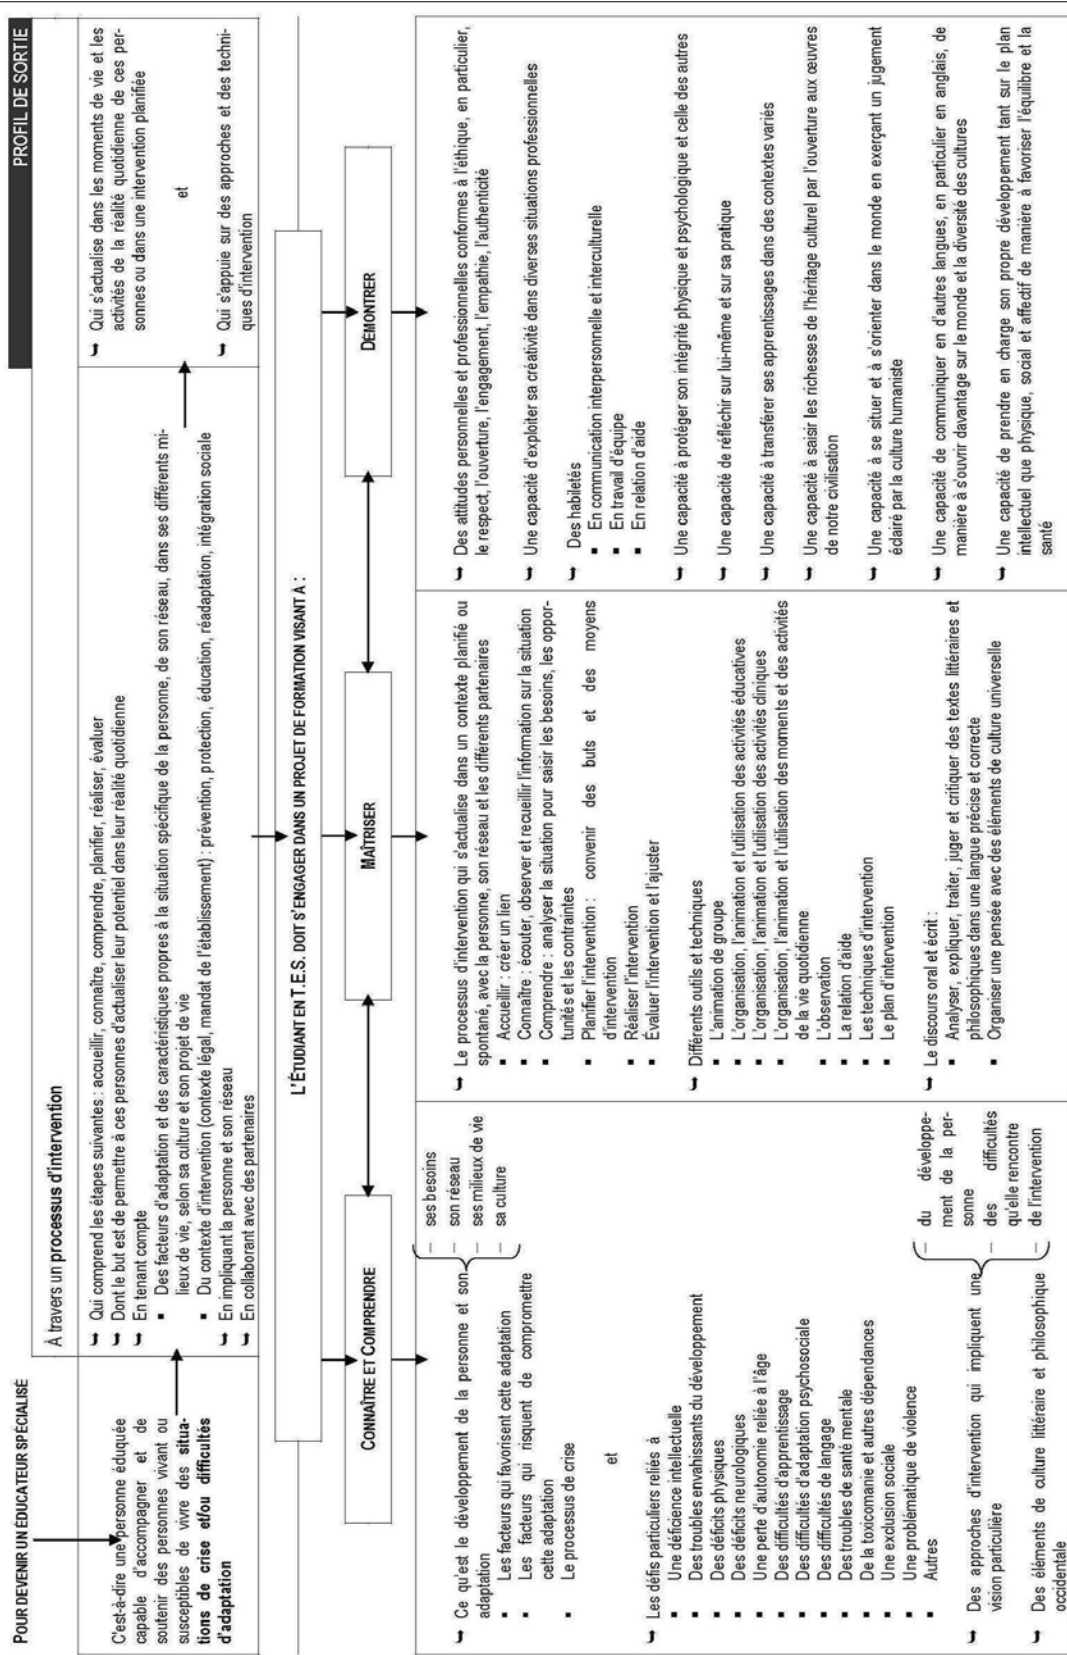 PROFIL DE SORTIE
POUR DEVENIR UN ÉDUCATEUR SPÉCIALISÉ
C'est-à-dire une personne éduquée
capable d'accompagner et de
soutenir des personnes vivant ou
susceptibles de vivre des situa-
tions de crise et/ou difficultés
d'adaptation
À travers un processus d'intervention
Qui comprend les étapes suivantes : accueillir, connaître, comprendre, planifier, réaliser, évaluer
Dont le but est de permettre à ces personnes d'actualiser leur potentiel dans leur réalité quotidienne
En tenant compte
▪ Des facteurs d'adaptation et des caractéristiques propres à la situation spécifique de la personne, de son réseau, dans ses différents mi-
lieux de vie, selon sa culture et son projet de vie
▪ Du contexte d'intervention (contexte légal, mandat de l'établissement) : prévention, protection, éducation, réadaptation, intégration sociale
En impliquant la personne et son réseau
En collaborant avec des partenaires
Qui s'actualise dans les moments de vie et les
activités de la réalité quotidienne de ces per-
sonnes ou dans une intervention planifiée
et
Qui s'appuie sur des approches et des techni-
ques d'intervention
L'ÉTUDIANT EN T.E.S. DOIT S'ENGAGER DANS UN PROJET DE FORMATION VISANT À :
CONNAÎTRE ET COMPRENDRE
MAÎTRISER
DÉMONTRER
Ce qu'est le développement de la personne et son
adaptation
▪ Les facteurs qui favorisent cette adaptation
▪ Les facteurs qui risquent de compromettre
cette adaptation
▪ Le processus de crise
– ses besoins
– son réseau
– ses milieux de vie
– sa culture
et
Les défis particuliers reliés à
▪ Une déficience intellectuelle
▪ Des troubles envahissants du développement
▪ Des déficits physiques
▪ Des déficits neurologiques
▪ Une perte d'autonomie reliée à l'âge
▪ Des difficultés d'apprentissage
▪ Des difficultés d'adaptation psychosociale
▪ Des difficultés de langage
▪ Des troubles de santé mentale
▪ De la toxicomanie et autres dépendances
▪ Une exclusion sociale
▪ Une problématique de violence
▪ Autres
Des approches d'intervention qui impliquent une
vision particulière
– du développe-
ment de la per-
sonne
– des difficultés
qu'elle rencontre
– de l'intervention
Des éléments de culture littéraire et philosophique
occidentale
Le processus d'intervention qui s'actualise dans un contexte planifié ou
spontané, avec la personne, son réseau et les différents partenaires
▪ Accueillir : créer un lien
▪ Connaître : écouter, observer et recueillir l'information sur la situation
▪ Comprendre : analyser la situation pour saisir les besoins, les oppor-
tunités et les contraintes
▪ Planifier l'intervention : convenir des buts et des moyens
d'intervention
▪ Réaliser l'intervention
▪ Évaluer l'intervention et l'ajuster
Différents outils et techniques
▪ L'animation de groupe
▪ L'organisation, l'animation et l'utilisation des activités éducatives
▪ L'organisation, l'animation et l'utilisation des activités cliniques
▪ L'organisation, l'animation et l'utilisation des moments et des activités
de la vie quotidienne
▪ L'observation
▪ La relation d'aide
▪ Les techniques d'intervention
▪ Le plan d'intervention
Le discours oral et écrit :
▪ Analyser, expliquer, traiter, juger et critiquer des textes littéraires et
philosophiques dans une langue précise et correcte
▪ Organiser une pensée avec des éléments de culture universelle
Des attitudes personnelles et professionnelles conformes à l'éthique, en particulier,
le respect, l'ouverture, l'engagement, l'empathie, l'authenticité
Une capacité d'exploiter sa créativité dans diverses situations professionnelles
Des habiletés
▪ En communication interpersonnelle et interculturelle
▪ En travail d'équipe
▪ En relation d'aide
Une capacité à protéger son intégrité physique et psychologique et celle des autres
Une capacité de réfléchir sur lui-même et sur sa pratique
Une capacité à transférer ses apprentissages dans des contextes variés
Une capacité à saisir les richesses de l'héritage culturel par l'ouverture aux œuvres
de notre civilisation
Une capacité à se situer et à s'orienter dans le monde en exerçant un jugement
éclairé par la culture humaniste
Une capacité de communiquer en d'autres langues, en particulier en anglais, de
manière à s'ouvrir davantage sur le monde et la diversité des cultures
Une capacité de prendre en charge son propre développement tant sur le plan
intellectuel que physique, social et affectif de manière à favoriser l'équilibre et la
santé